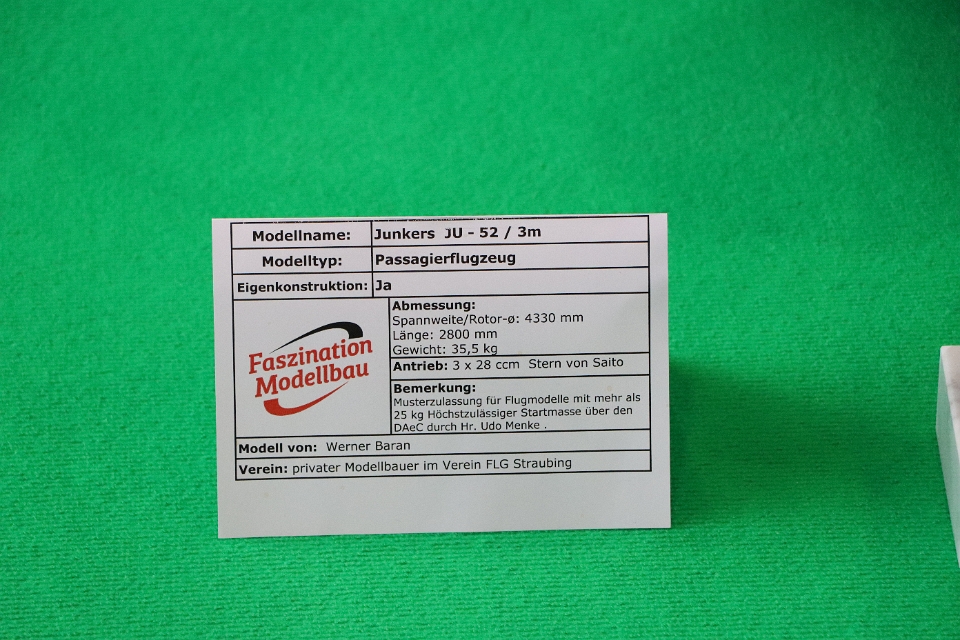 Modellname: Junkers JU - 52 / 3m
Modelltyp: Passagierflugzeug
Eigenkonstruktion: Ja
Faszination
Modellbau
Abmessung:
Spannweite/Rotor-ø: 4330 mm
Länge: 2800 mm
Gewicht: 35,5 kg
Antrieb: 3 x 28 ccm Stern von Saito
Bemerkung:
Musterzulassung für Flugmodelle mit mehr als
25 kg Höchstzulässiger Startmasse über den
DAeC durch Hr. Udo Menke .
Modell von: Werner Baran
Verein: privater Modellbauer im Verein FLG Straubing